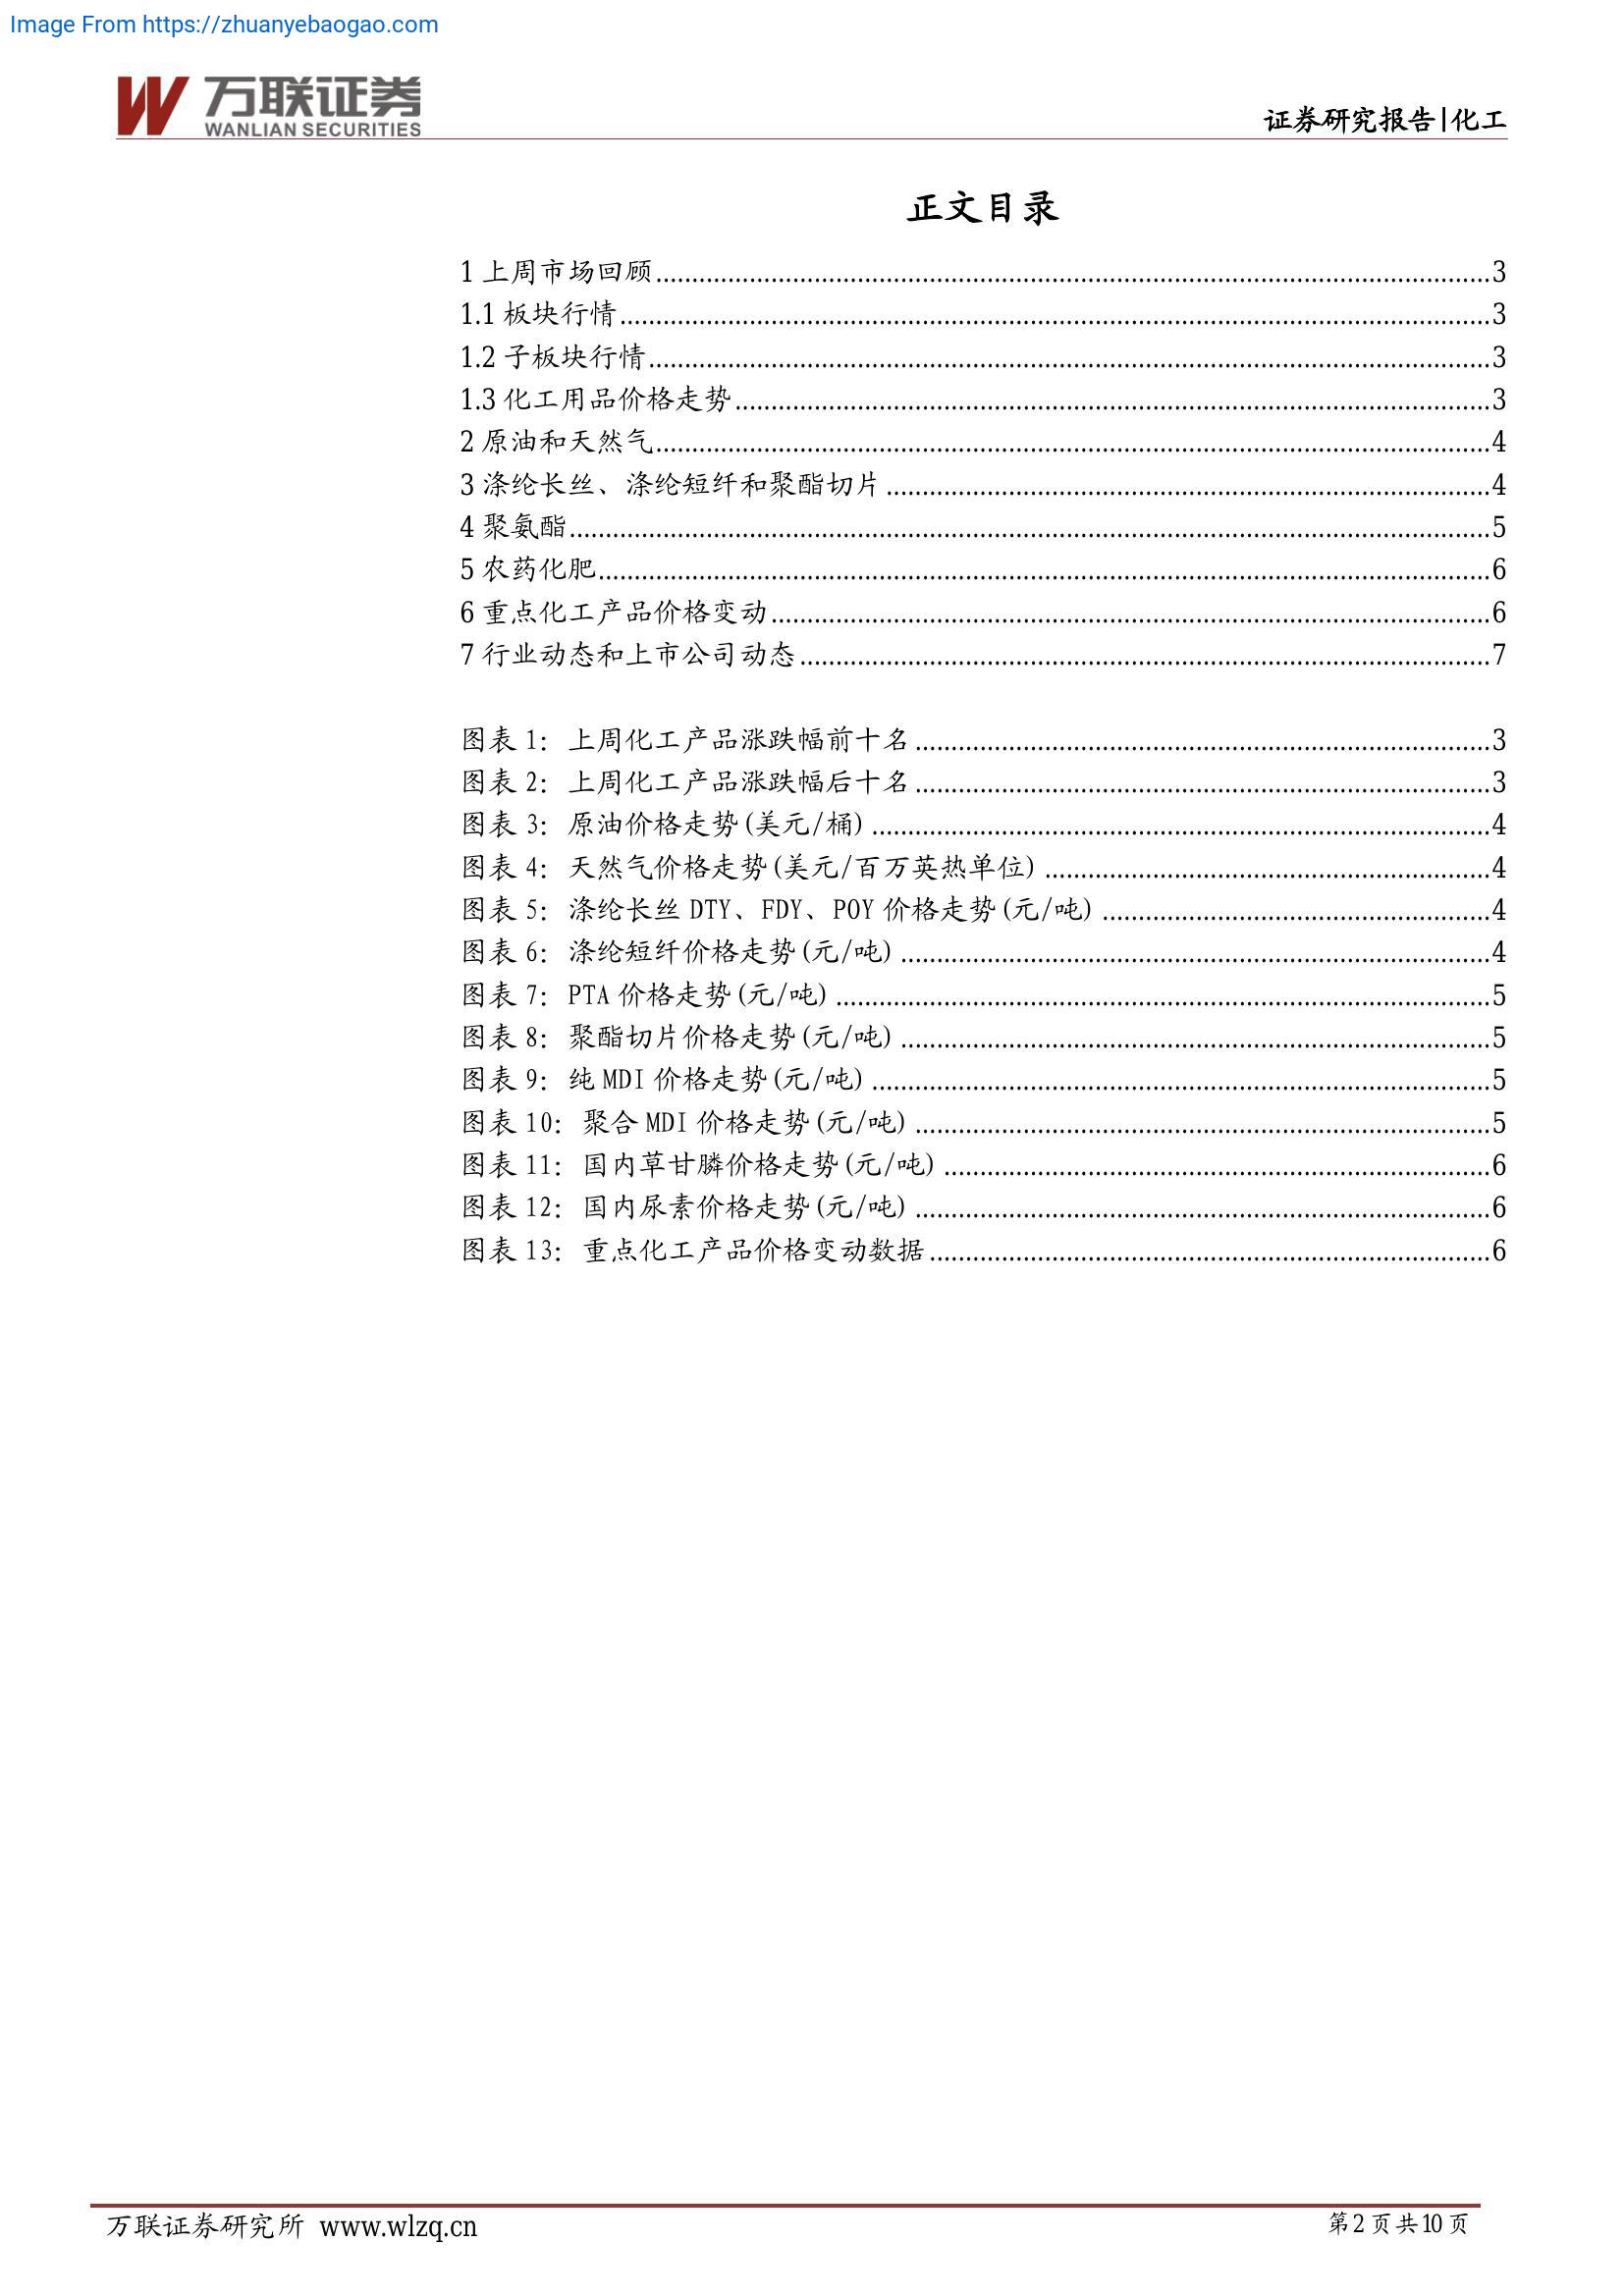 Image From https://zhuanyebaogao.com
万联证券
WANLIAN SECURITIES
证券研究报告|化工
正文目录
1 上周市场回顾....................3
1.1 板块行情....................3
1.2 子板块行情....................3
1.3 化工用品价格走势....................3
2 原油和天然气....................4
3 涤纶长丝、涤纶短纤和聚酯切片....................4
4 聚氨酯....................5
5 农药化肥....................6
6 重点化工产品价格变动....................6
7 行业动态和上市公司动态....................7
图表 1: 上周化工产品涨跌幅前十名....................3
图表 2: 上周化工产品涨跌幅后十名....................3
图表 3: 原油价格走势(美元/桶)....................4
图表 4: 天然气价格走势(美元/百万英热单位)....................4
图表 5: 涤纶长丝 DTY、FDY、POY 价格走势(元/吨)....................4
图表 6: 涤纶短纤价格走势(元/吨)....................4
图表 7: PTA 价格走势(元/吨)....................5
图表 8: 聚酯切片价格走势(元/吨)....................5
图表 9: 纯 MDI 价格走势(元/吨)....................5
图表 10: 聚合 MDI 价格走势(元/吨)....................5
图表 11: 国内草甘膦价格走势(元/吨)....................6
图表 12: 国内尿素价格走势(元/吨)....................6
图表 13: 重点化工产品价格变动数据....................6
万联证券研究所 www.wlzq.cn
第 2 页 共 10 页